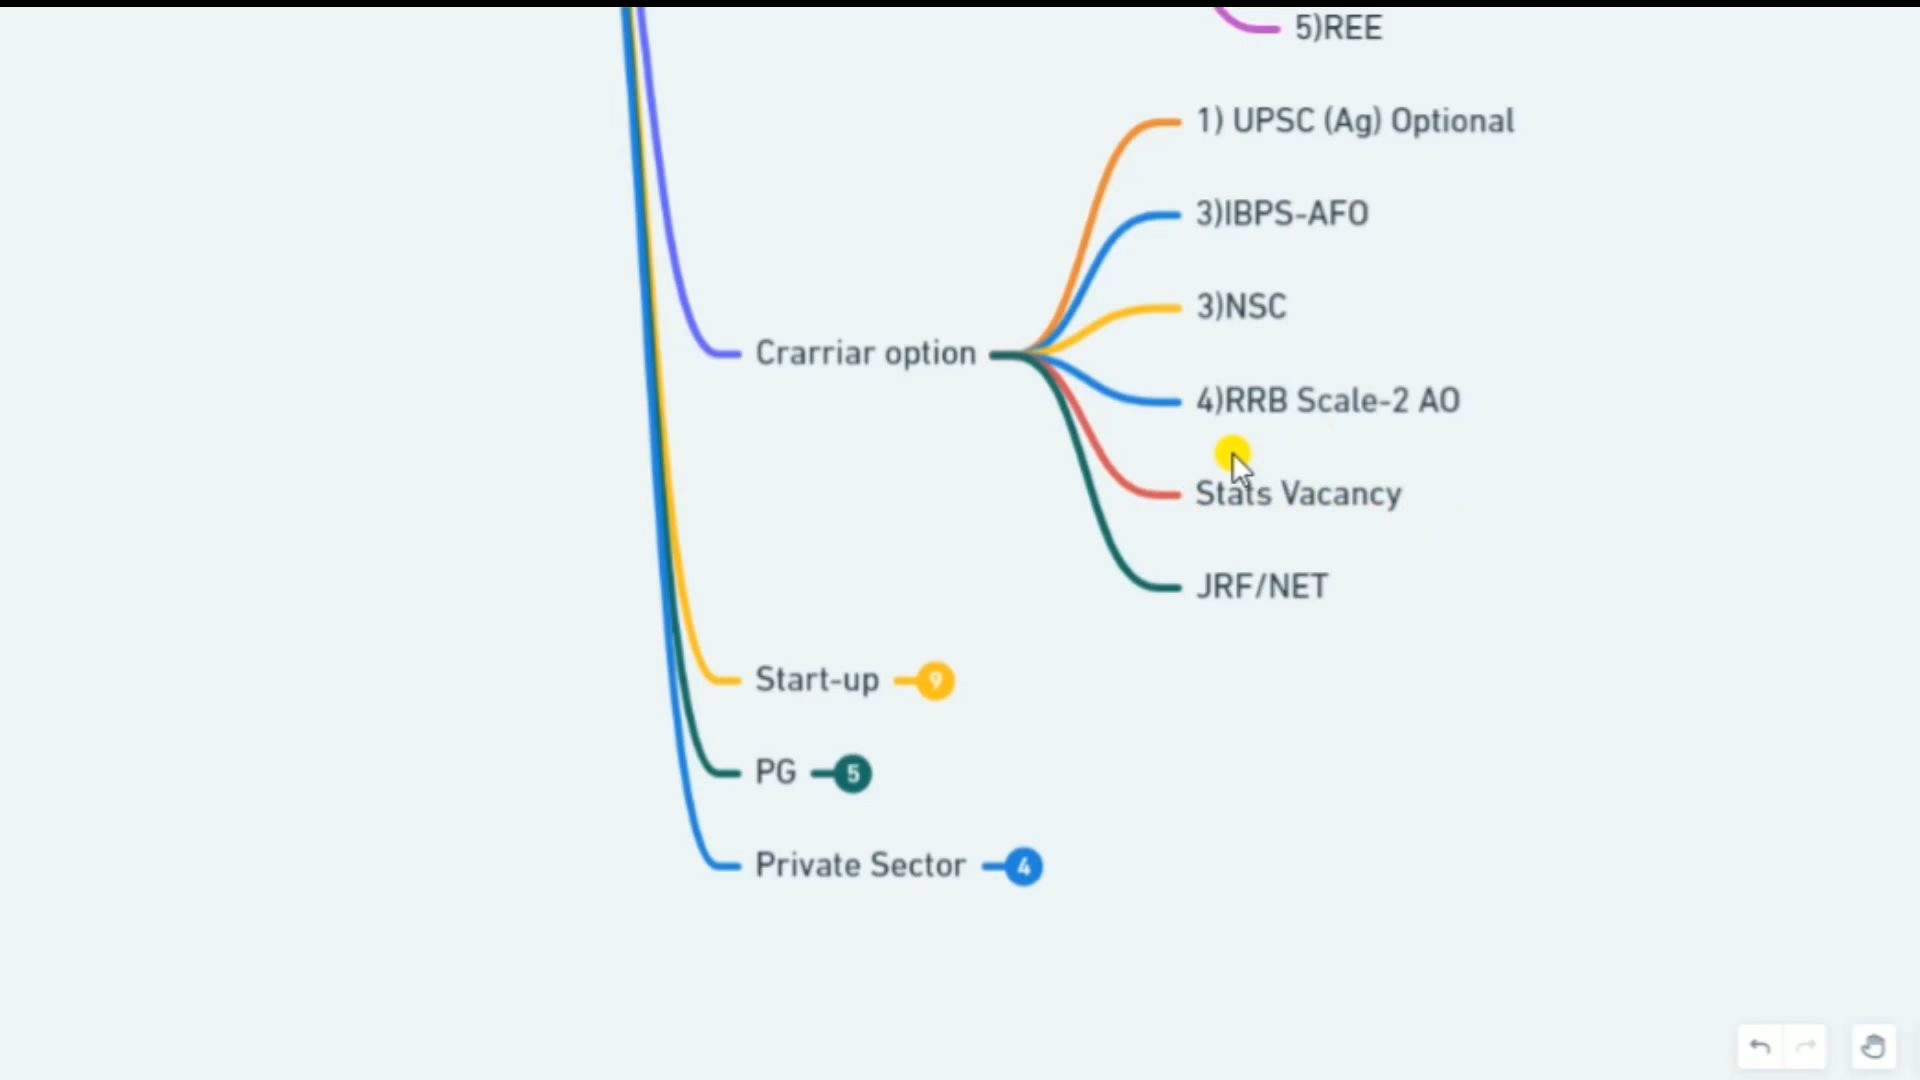 5)REE
1) UPSC (Ag) Optional
3)IBPS-AFO
3)NSC
Crarriar option
4)RRB Scale-2 AO
Stats Vacancy
JRF/NET
Start-up 9
PG 5
Private Sector 4